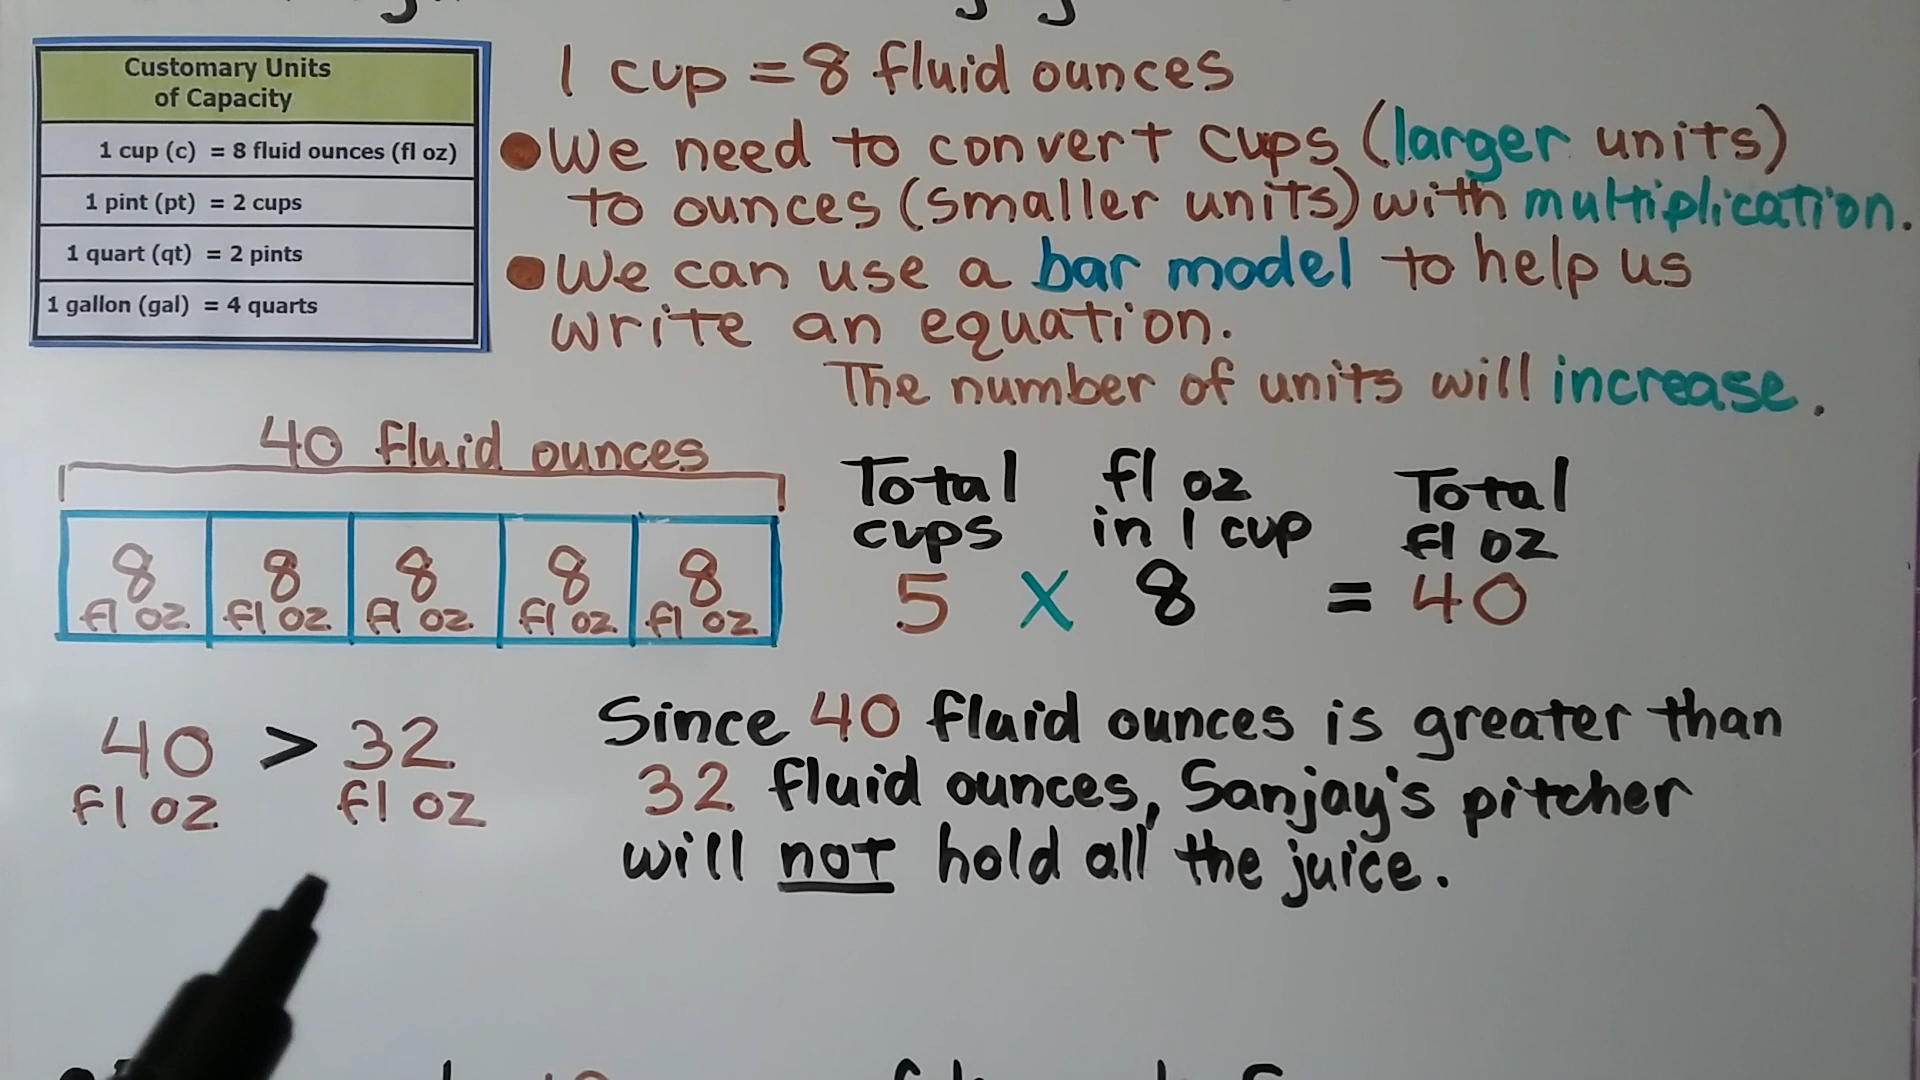 Customary Units
of Capacity
1 cup (c) = 8 fluid ounces (fl oz)
1 pint (pt) = 2 cups
1 quart (qt) = 2 pints
1 gallon (gal) = 4 quarts
1 cup = 8 fluid ounces
●We need to convert cups (larger units)
to ounces (smaller units) with multiplication.
●We can use a bar model to help us
write an equation.
The number of units will increase.
40 fluid ounces
8 8 8 8 8
fl oz fl oz fl oz fl oz fl oz
Total fl oz Total
cups in 1 cup fl oz
5 x 8 = 40
40 > 32
fl oz fl oz
Since 40 fluid ounces is greater than
32 fluid ounces, Sanjay's pitcher
will not hold all the juice.